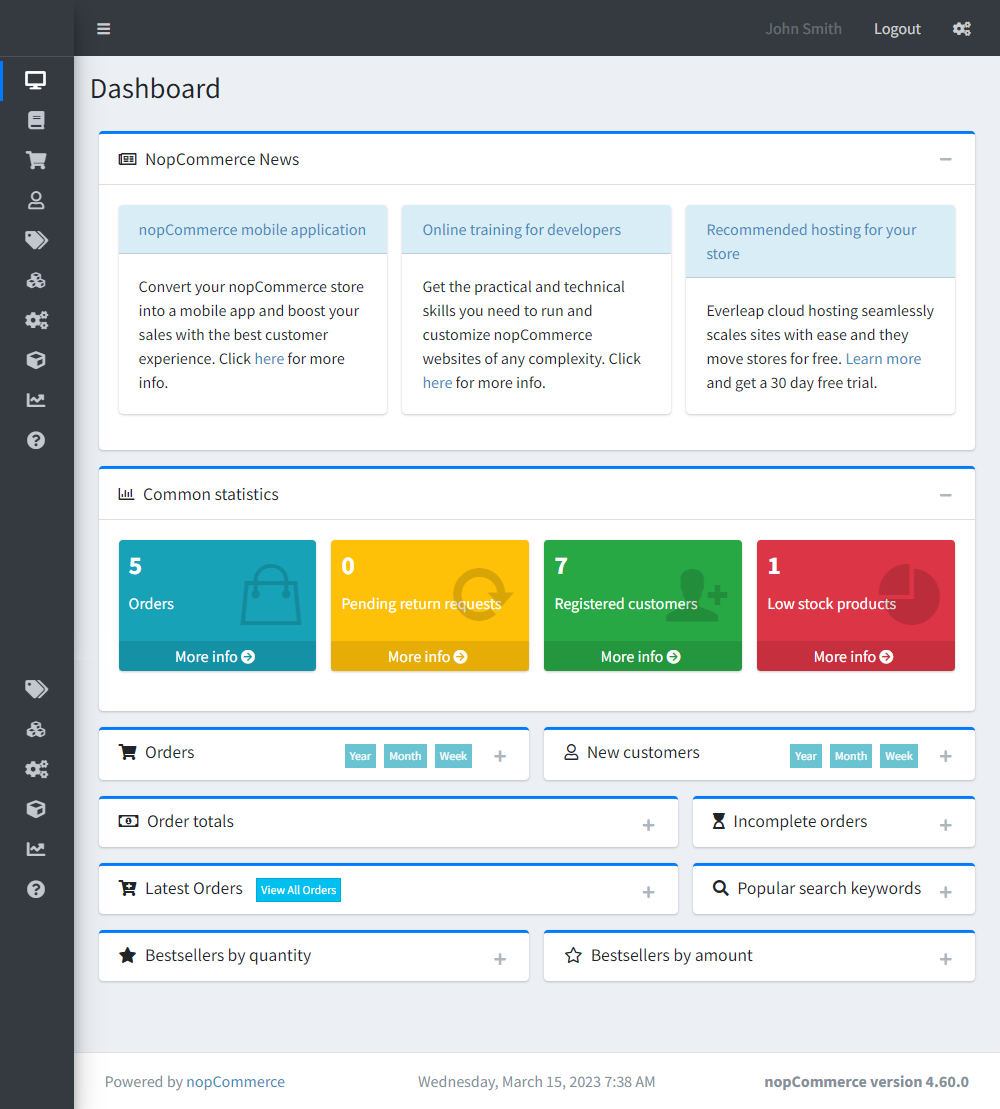 John Smith Logout
Dashboard
NopCommerce News
nopCommerce mobile application
Convert your nopCommerce store
into a mobile app and boost your
sales with the best customer
experience. Click here for more
info.
Online training for developers
Get the practical and technical
skills you need to run and
customize nopCommerce
websites of any complexity. Click
here for more info.
Recommended hosting for your
store
Everleap cloud hosting seamlessly
scales sites with ease and they
move stores for free. Learn more
and get a 30 day free trial.
Common statistics
5
Orders
More info
0
Pending return requests
More info
7
Registered customers
More info
1
Low stock products
More info
Orders Year Month Week
New customers Year Month Week
Order totals
Incomplete orders
Latest Orders View All Orders
Popular search keywords
Bestsellers by quantity
Bestsellers by amount
Powered by nopCommerce Wednesday, March 15, 2023 7:38 AM nopCommerce version 4.60.0